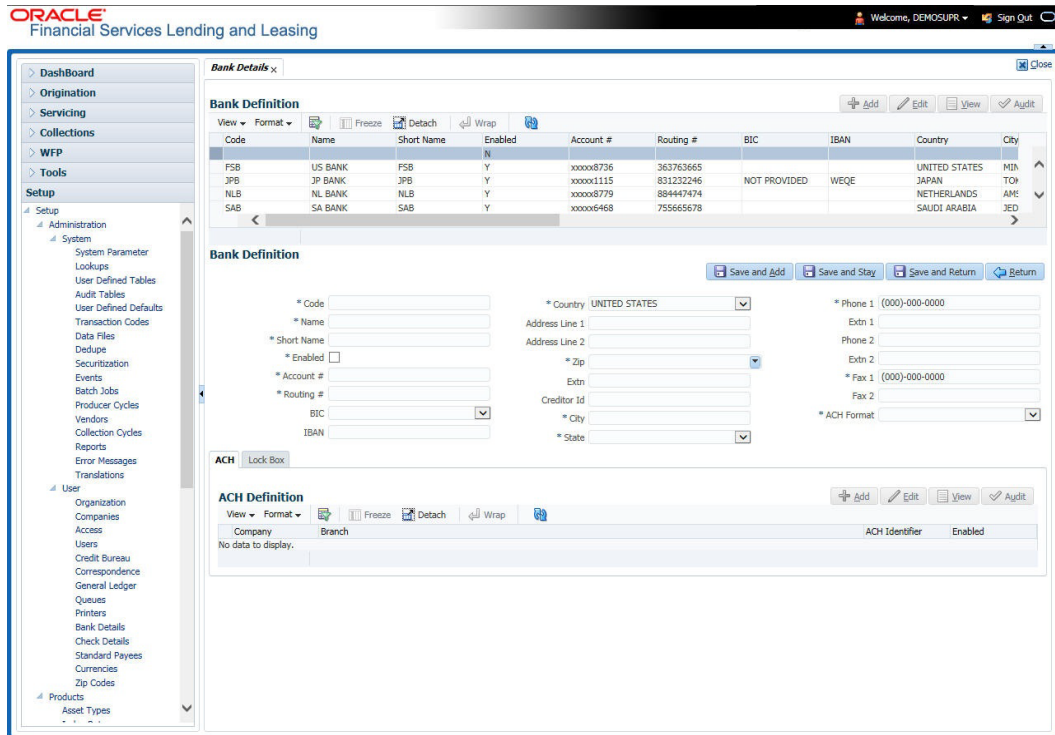 ORACLE
Financial Services Lending and Leasing
Welcome, DEMOSUPR Sign Out
DashBoard
Origination
Servicing
Collections
WFP
Tools
Setup
Setup
Administration
System
System Parameter
Lookups
User Defined Tables
Audit Tables
User Defined Defaults
Transaction Codes
Data Files
Dedupe
Securitization
Events
Batch Jobs
Producer Cycles
Vendors
Collection Cycles
Reports
Error Messages
Translations
User
Organization
Companies
Access
Users
Credit Bureau
Correspondence
General Ledger
Queues
Printers
Bank Details
Check Details
Standard Payees
Currencies
Zip Codes
Products
Asset Types
Bank Details x Close
Bank Definition Add Edit View Audit
View Format Freeze Detach Wrap
Code Name Short Name Enabled Account # Routing # BIC IBAN Country City
N
FSB US BANK FSB Y xxxxx8736 363763665 UNITED STATES MIN
JPB JP BANK JPB Y xxxxx1115 831232246 NOT PROVIDED WEQE JAPAN TOK
NLB NL BANK NLB Y xxxxx8779 884447474 NETHERLANDS AMS
SAB SA BANK SAB Y xxxxx6468 755665678 SAUDI ARABIA JED
Bank Definition
Save and Add Save and Stay Save and Return Return
* Code
* Name
* Short Name
* Enabled
* Account #
* Routing #
BIC
IBAN
* Country UNITED STATES
Address Line 1
Address Line 2
* Zip
Extn
Creditor Id
* City
* State
* Phone 1 (000)-000-0000
Extn 1
Phone 2
Extn 2
* Fax 1 (000)-000-0000
Fax 2
* ACH Format
ACH Lock Box
ACH Definition Add Edit View Audit
View Format Freeze Detach Wrap
Company Branch ACH Identifier Enabled
No data to display.